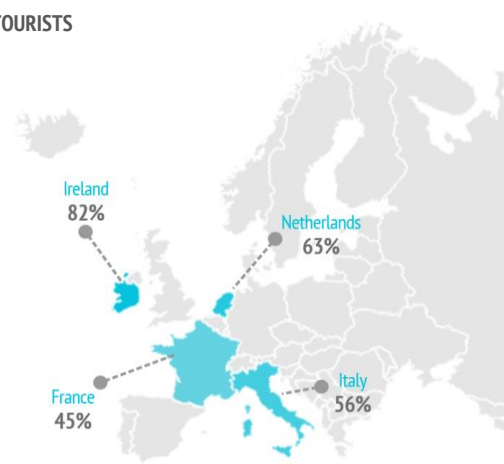 TOURISTS
Ireland
82%
Netherlands
63%
Italy
56%
France
45%